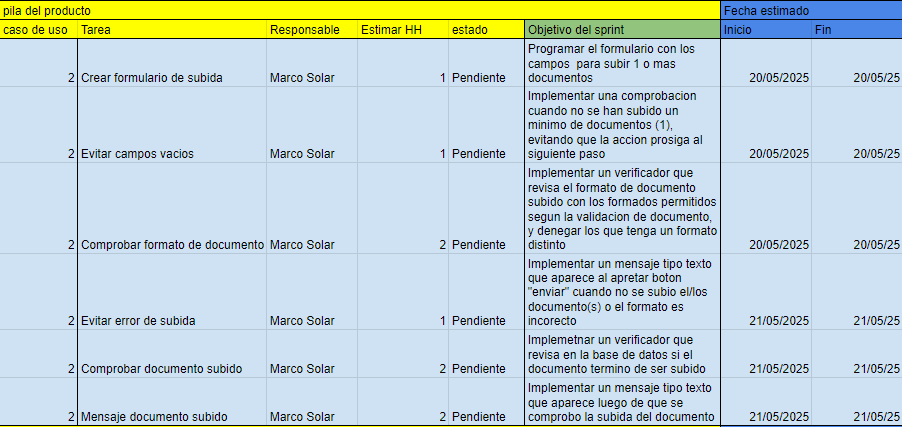 pila del producto Fecha estimado
caso de uso Tarea Responsable Estimar HH estado Objetivo del sprint Inicio Fin
Programar el formulario con los
campos para subir 1 o mas
2 Crear formulario de subida Marco Solar 1 Pendiente documentos 20/05/2025 20/05/25
Implementar una comprobacion
cuando no se han subido un
minimo de documentos (1),
evitando que la accion prosiga al
2 Evitar campos vacios Marco Solar 1 Pendiente siguiente paso 20/05/2025 20/05/25
Implementar un verificador que
revisa el formato de documento
subido con los formados permitidos
segun la validacion de documento,
y denegar los que tenga un formato
2 Comprobar formato de documento Marco Solar 2 Pendiente distinto 20/05/2025 20/05/25
Implementar un mensaje tipo texto
que aparece al apretar boton
"enviar" cuando no se subio el/los
documento(s) o el formato es
2 Evitar error de subida Marco Solar 1 Pendiente incorecto 21/05/2025 21/05/25
Implemetnar un verificador que
revisa en la base de datos si el
2 Comprobar documento subido Marco Solar 2 Pendiente documento termino de ser subido 21/05/2025 21/05/25
Implementar un mensaje tipo texto
que aparece luego de que se
2 Mensaje documento subido Marco Solar 2 Pendiente comprobo la subida del documento 21/05/2025 21/05/25